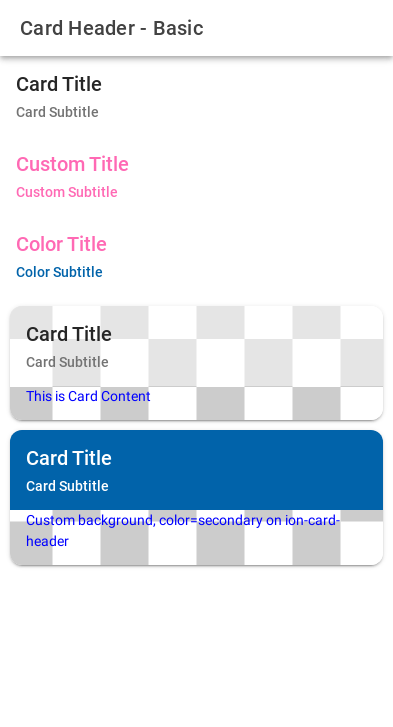 Card Header - Basic
Card Title
Card Subtitle
Custom Title
Custom Subtitle
Color Title
Color Subtitle
Card Title
Card Subtitle
This is Card Content
Card Title
Card Subtitle
Custom background, color=secondary on ion-card-
header